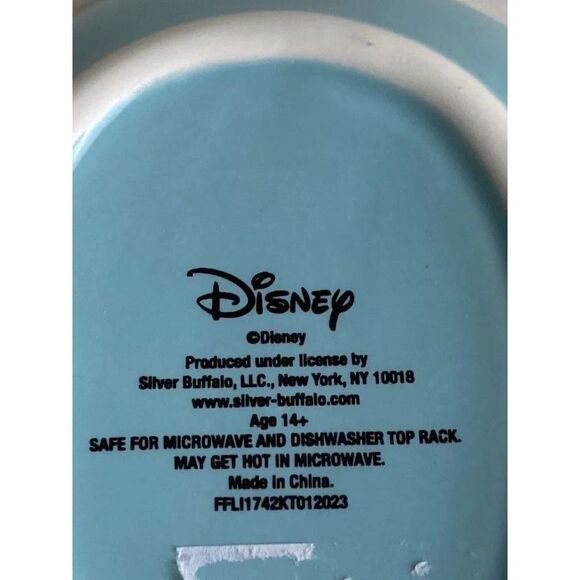 Disney
©Disney
Produced under license by
Silver Buffalo, LLC., New York, NY 10018
www.silver-buffalo.com
Age 14+
SAFE FOR MICROWAVE AND DISHWASHER TOP RACK.
MAY GET HOT IN MICROWAVE.
Made in China.
FFLI1742KT012023